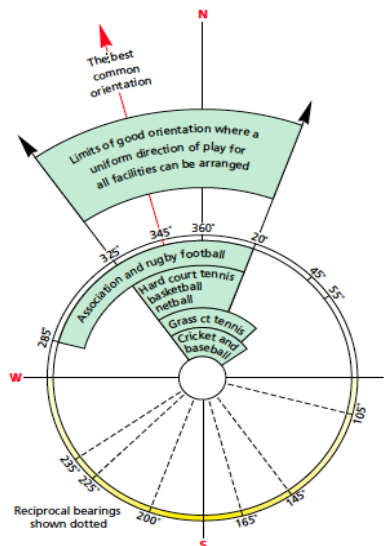 N
The best
common
orientation
Limits of good orientation where a
uniform direction of play for
all facilities can be arranged
325°
345°
360°
20°
45°
55°
Association and rugby football
Hard court tennis
basketball
netball
Grass ct tennis
Cricket and
baseball
285°
W
105°
235°
225°
200°
165°
145°
Reciprocal bearings
shown dotted
S